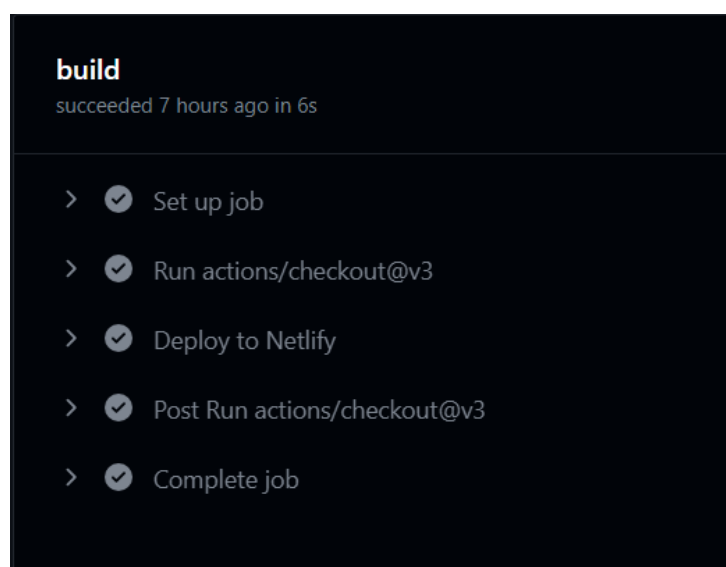 build
succeeded 7 hours ago in 6s
Set up job
Run actions/checkout@v3
Deploy to Netlify
Post Run actions/checkout@v3
Complete job